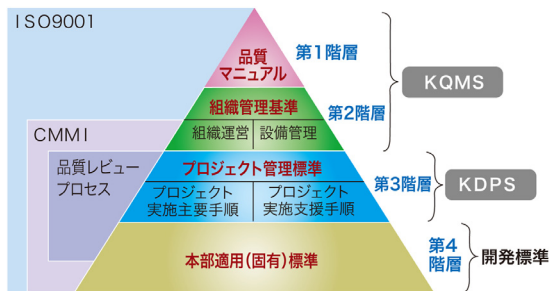 ISO9001
品質
マニュアル
第1階層
KQMS
組織管理基準
第2階層
組織運営 設備管理
CMMI
品質レビュー
プロセス
プロジェクト管理標準
プロジェクト
実施主要手順
プロジェクト
実施支援手順
第3階層
KDPS
本部適用(固有)標準
第4
階層
開発標準